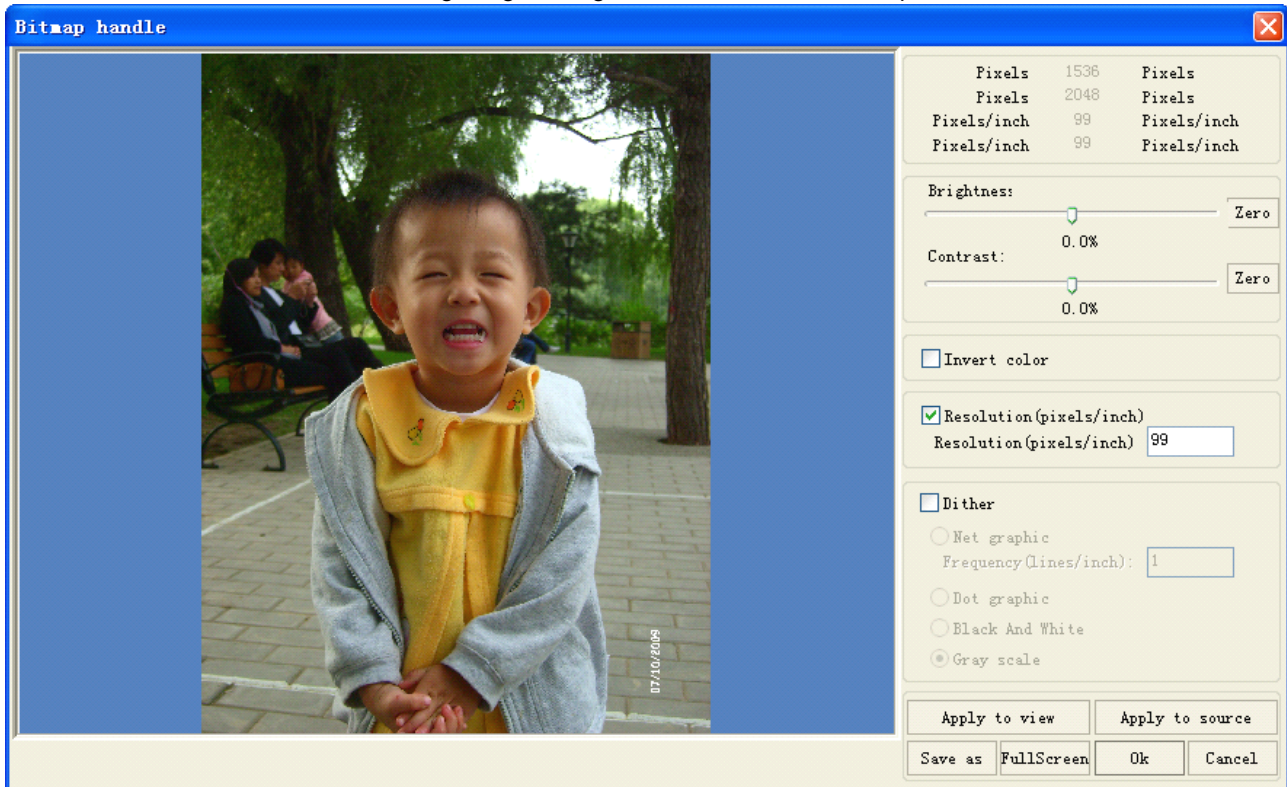 Bitmap handle
Pixels 1536 Pixels
Pixels 2048 Pixels
Pixels/inch 99 Pixels/inch
Pixels/inch 99 Pixels/inch
Brightness:
Zero
0.0%
Contrast:
Zero
0.0%
Invert color
Resolution(pixels/inch)
Resolution(pixels/inch) 99
Dither
Net graphic
Frequency(lines/inch): 1
Dot graphic
Black And White
Gray scale
Apply to view Apply to source
Save as FullScreen Ok Cancel
07/10/2009